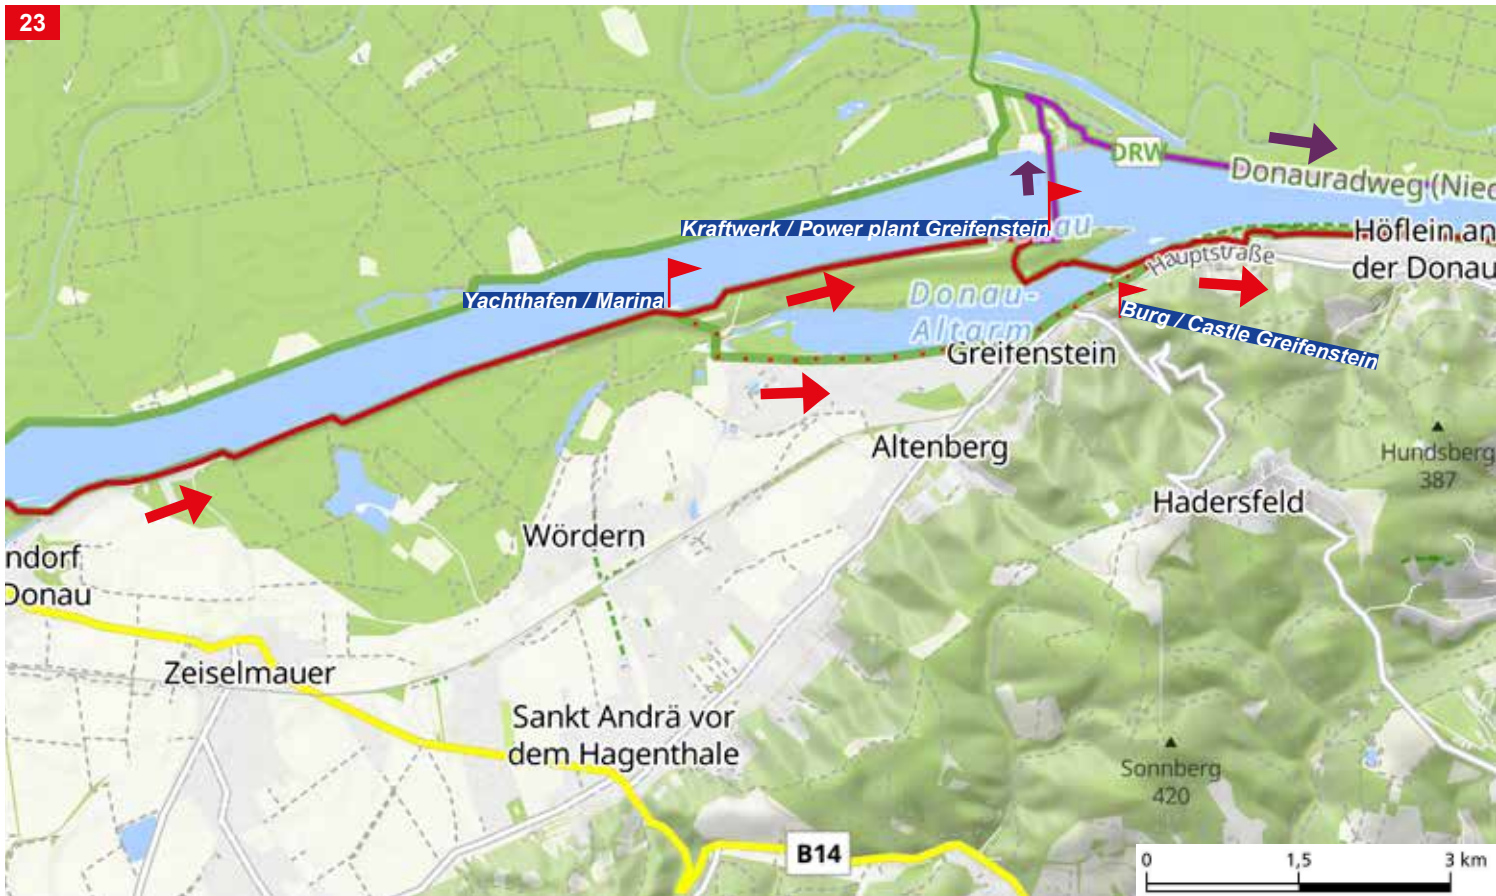 23
DRW
Donauradweg (Nied
Kraftwerk / Power plant Greifenstein
Donau
Höflein an
der Donau
Hauptstraße
Yachthafen / Marina
Donau-
Altarm
Burg / Castle Greifenstein
Greifenstein
Altenberg
Hundsberg
387
Hadersfeld
Wördern
ndorf
Donau
Zeiselmauer
Sankt Andrä vor
dem Hagenthale
Sonnberg
420
B14
0 1,5 3 km